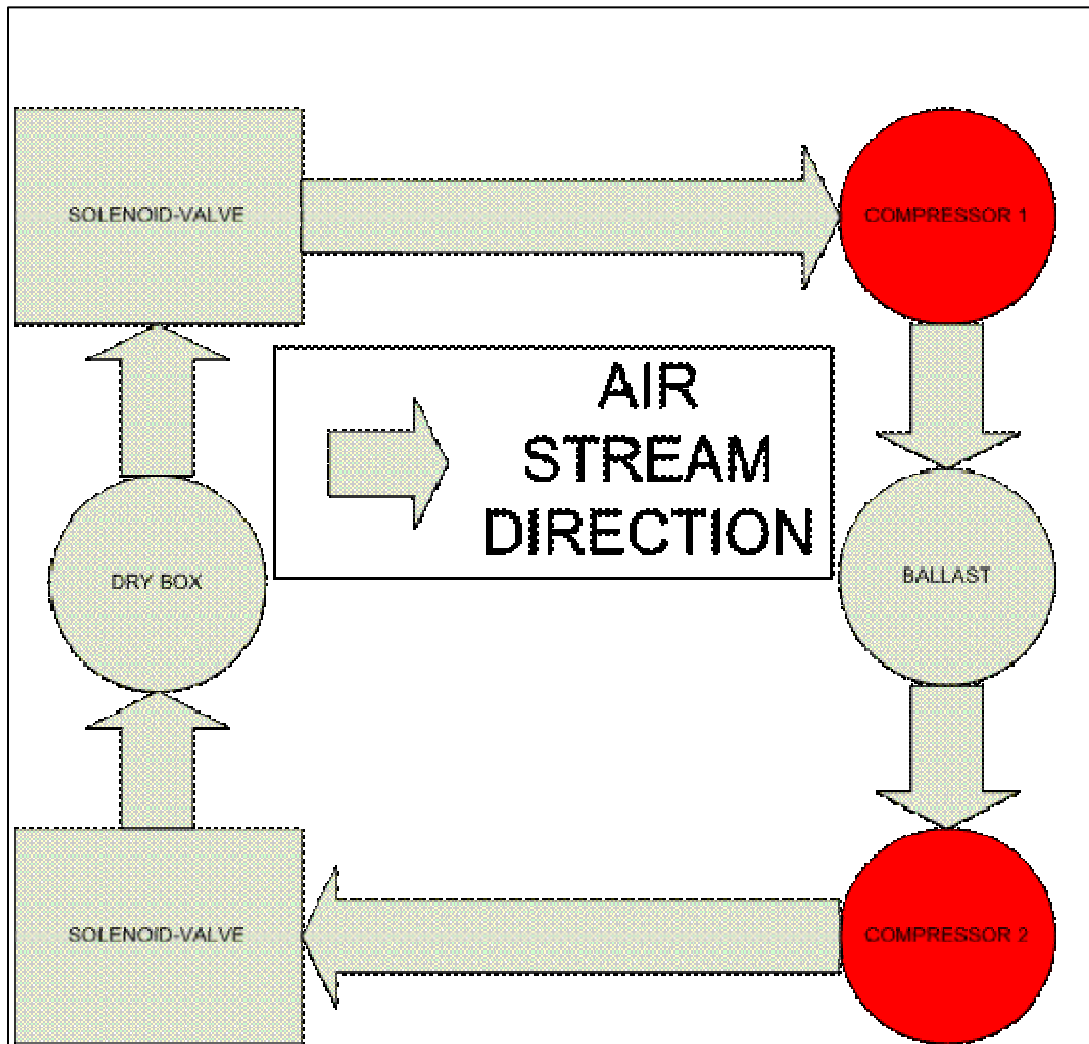 SOLENOID-VALVE
COMPRESSOR 1
AIR
STREAM
DIRECTION
DRY BOX
BALLAST
SOLENOID-VALVE
COMPRESSOR 2